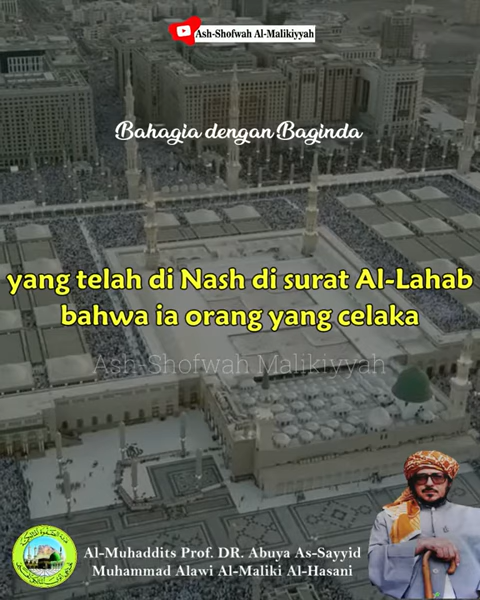 Ash-Shofwah Al-Malikiyyah
Bahagia dengan Baginda
yang telah di Nash di surat Al-Lahab
bahwa ia orang yang celaka
Ash-Shofwah Malikiyyah
Al-Muhaddits Prof. DR. Abuya As-Sayyid
Muhammad Alawi Al-Maliki Al-Hasani